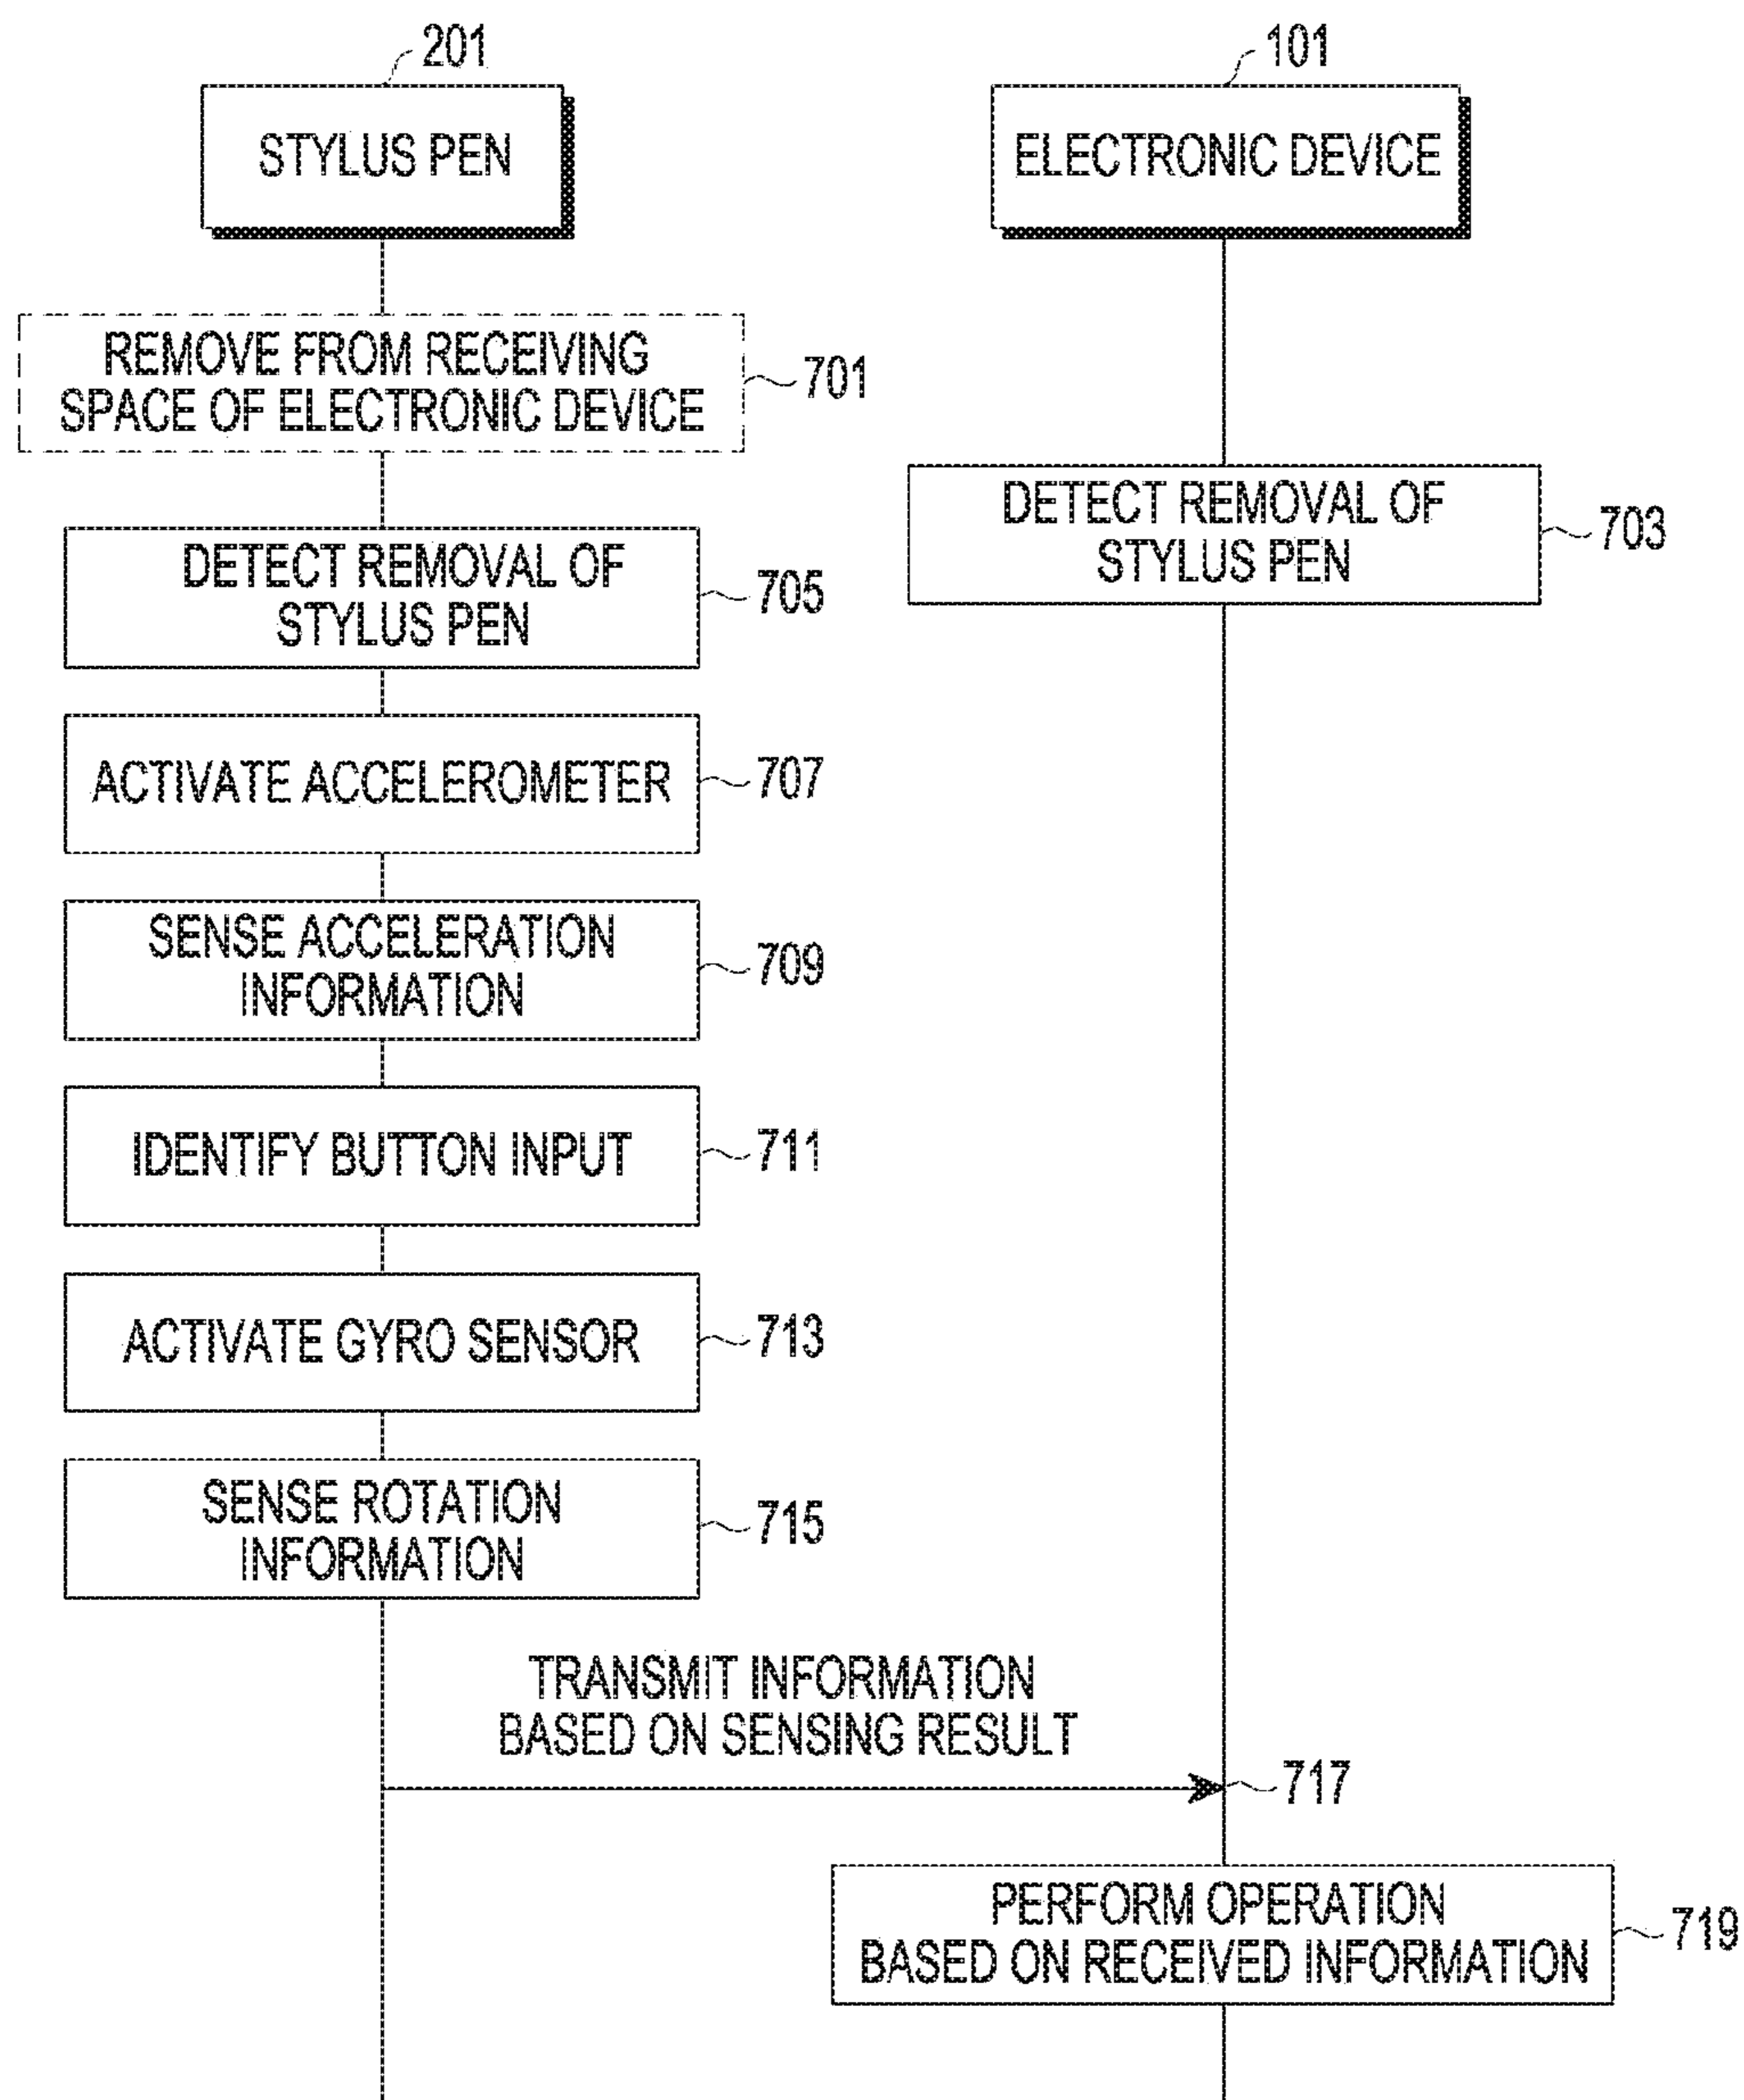 201
101
STYLUS PEN
ELECTRONIC DEVICE
REMOVE FROM RECEIVING
SPACE OF ELECTRONIC DEVICE
701
DETECT REMOVAL OF
STYLUS PEN
703
DETECT REMOVAL OF
STYLUS PEN
705
ACTIVATE ACCELEROMETER
707
SENSE ACCELERATION
INFORMATION
709
IDENTIFY BUTTON INPUT
711
ACTIVATE GYRO SENSOR
713
SENSE ROTATION
INFORMATION
715
TRANSMIT INFORMATION
BASED ON SENSING RESULT
717
PERFORM OPERATION
BASED ON RECEIVED INFORMATION
719